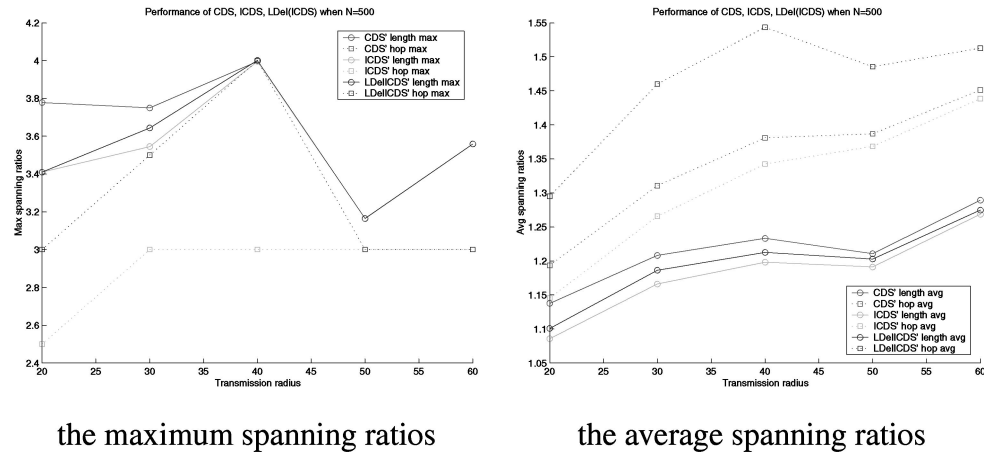 Performance of CDS, ICDS, LDel(ICDS) when N=500
4.2
4
3.8
3.6
3.4
3.2
3
2.8
2.6
2.4
Max spanning ratios
20
25
30
35
40
45
50
55
60
Transmission radius
CDS' length max
CDS' hop max
ICDS' length max
ICDS' hop max
LDelICDS' length max
LDelICDS' hop max
the maximum spanning ratios
Performance of CDS, ICDS, LDel(ICDS) when N=500
1.55
1.5
1.45
1.4
1.35
1.3
1.25
1.2
1.15
1.1
1.05
Avg spanning ratios
20
25
30
35
40
45
50
55
60
Transmission radius
CDS' length avg
CDS' hop avg
ICDS' length avg
ICDS' hop avg
LDelICDS' length avg
LDelICDS' hop avg
the average spanning ratios